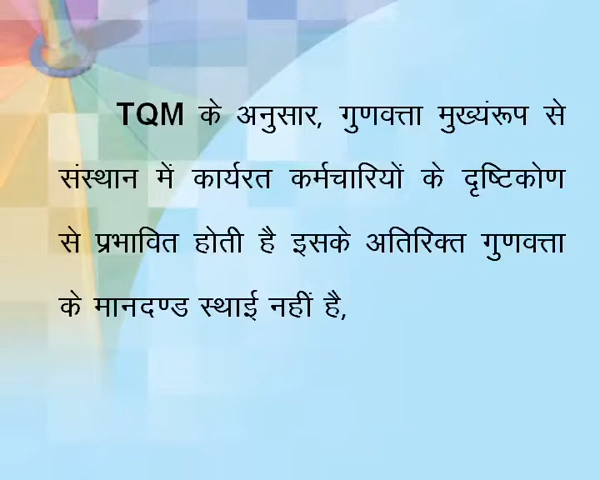 TQM के अनुसार, गुणवत्ता मुख्यंरूप से
संस्थान में कार्यरत कर्मचारियों के दृष्टिकोण
से प्रभावित होती है इसके अतिरिक्त गुणवत्ता
के मानदण्ड स्थाई नहीं है,